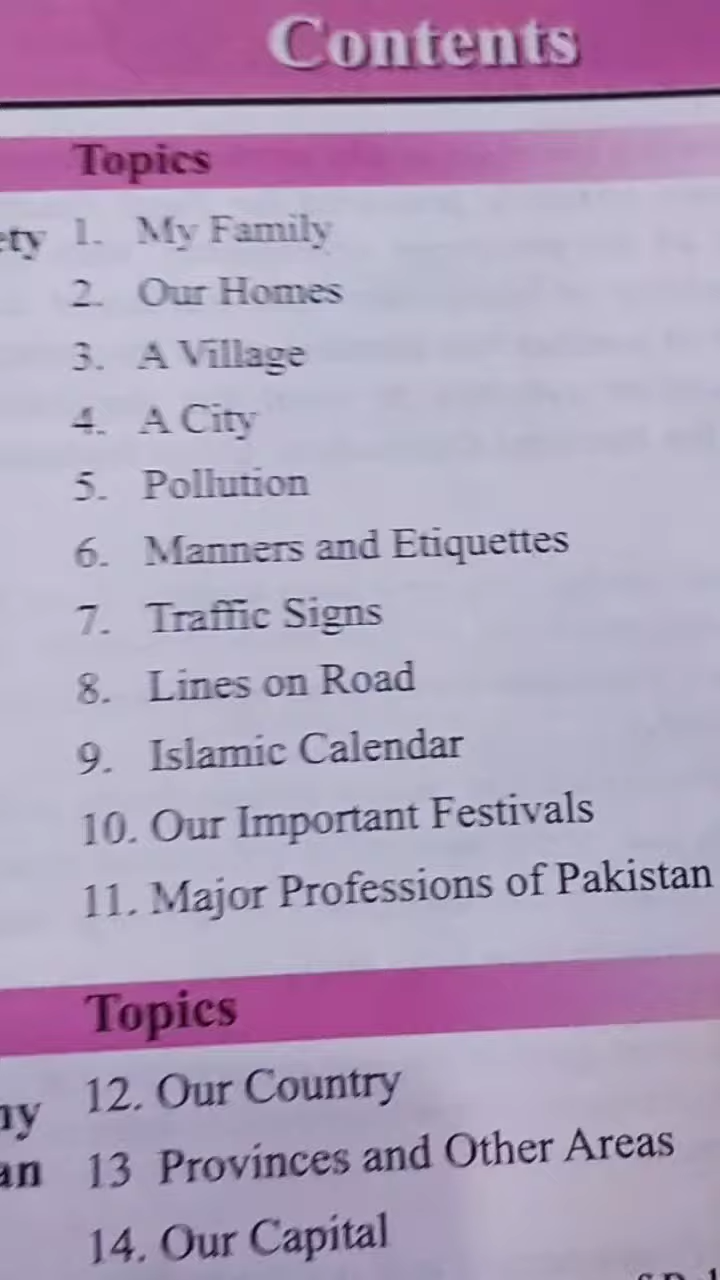 Contents
Topics
ety 1. My Family
2. Our Homes
3. A Village
4. A City
5. Pollution
6. Manners and Etiquettes
7. Traffic Signs
8. Lines on Road
9. Islamic Calendar
10. Our Important Festivals
11. Major Professions of Pakistan
Topics
12. Our Country
13 Provinces and Other Areas
14. Our Capital